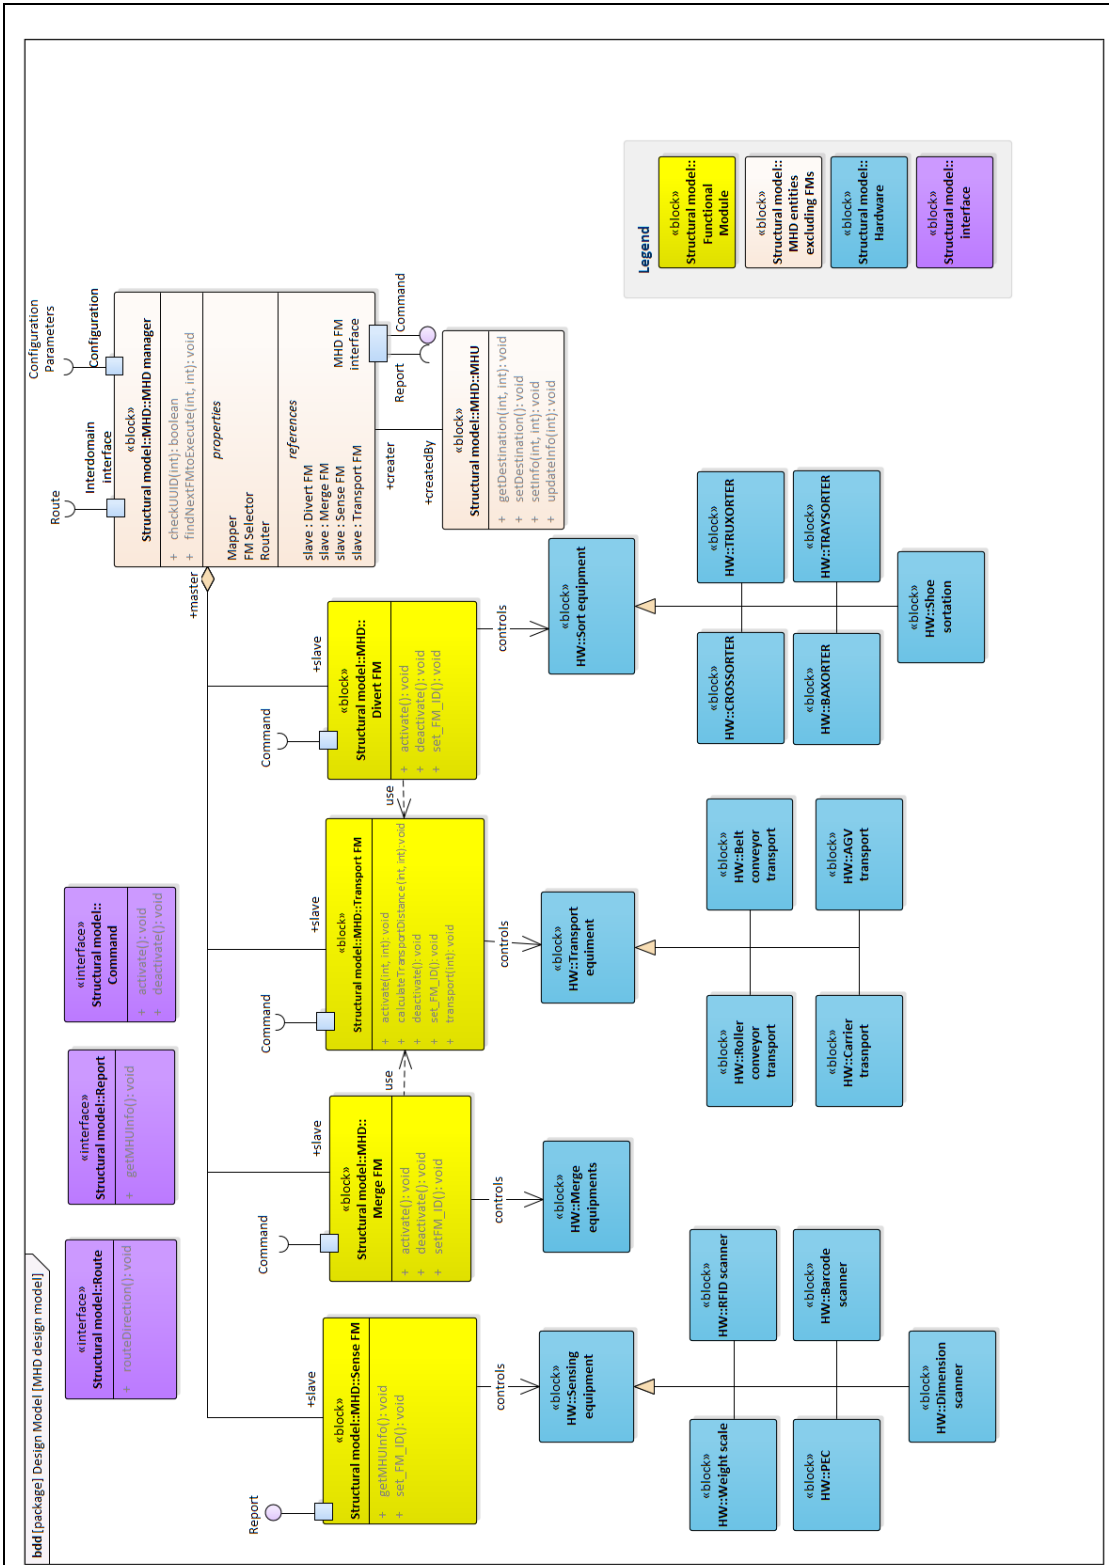 bdd [package] Design Model [MHD design model]
«interface»
Structural model::Route
+ routeDirection(): void
«interface»
Structural model::Report
+ getMHUInfo(): void
«interface»
Structural model::
Command
+ activate(): void
+ deactivate(): void
Route
Interdomain
interface
Configuration
Parameters
Configuration
«block»
Structural model::MHD::MHD manager
+ checkUUID(int): boolean
+ findNextFMtoExecute(int, int): void
properties
Mapper
FM Selector
Router
references
slave : Divert FM
slave : Merge FM
slave : Sense FM
slave : Transport FM
MHD FM
interface
Report
Command
+master
+creater
+createdBy
«block»
Structural model::MHD::MHU
+ getDestination(int, int): void
+ setDestination(): void
+ setInfo(int, int): void
+ updateInfo(int): void
Report
+slave
«block»
Structural model::MHD::Sense FM
+ getMHUInfo(): void
+ set_FM_ID(): void
Command
+slave
«block»
Structural model::MHD::
Merge FM
+ activate(): void
+ deactivate(): void
+ setFM_ID(): void
use
Command
+slave
«block»
Structural model::MHD::Transport FM
+ activate(int, int): void
+ calculateTransportDistance(int, int): void
+ deactivate(): void
+ set_FM_ID(): void
+ transport(int): void
use
Command
+slave
«block»
Structural model::MHD::
Divert FM
+ activate(): void
+ deactivate(): void
+ set_FM_ID(): void
controls
controls
controls
controls
«block»
HW::Sensing
equipment
«block»
HW::Merge
equipments
«block»
HW::Transport
equiment
«block»
HW::Sort equipment
«block»
HW::Weight scale
«block»
HW::RFID scanner
«block»
HW::PEC
«block»
HW::Barcode
scanner
«block»
HW::Dimension
scanner
«block»
HW::Roller
conveyor
transport
«block»
HW::Belt
conveyor
transport
«block»
HW::Carrier
trasnport
«block»
HW::AGV
transport
«block»
HW::CROSSORTER
«block»
HW::TRUXORTER
«block»
HW::BAXORTER
«block»
HW::TRAYSORTER
«block»
HW::Shoe
sortation
Legend
«block»
Structural model::
Functional
Module
«block»
Structural model::
MHD entities
excluding FMs
«block»
Structural model::
Hardware
«block»
Structural model::
interface